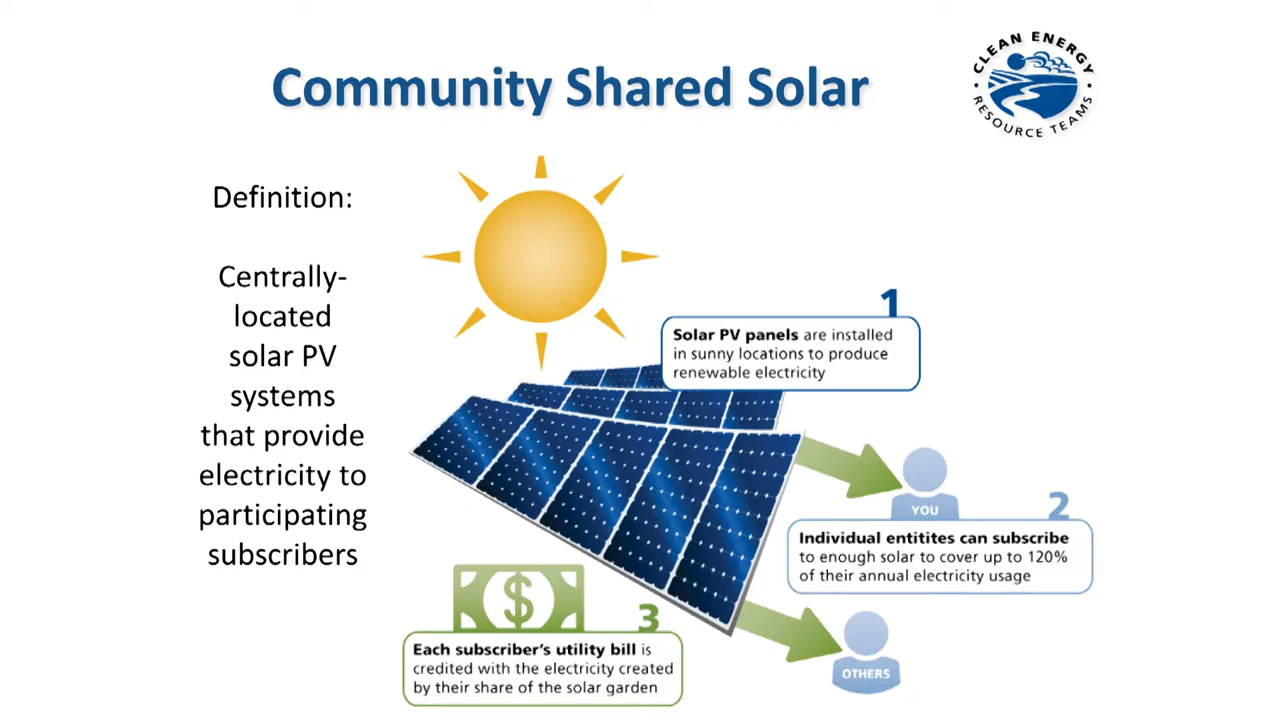 Community Shared Solar
CLEAN ENERGY
• RESOURCE TEAMS •
Definition:
Centrally-
located
solar PV
systems
that provide
electricity to
participating
subscribers
1
Solar PV panels are installed
in sunny locations to produce
renewable electricity
YOU
2
Individual entitites can subscribe
to enough solar to cover up to 120%
of their annual electricity usage
$
3
Each subscriber's utility bill is
credited with the electricity created
by their share of the solar garden
OTHERS